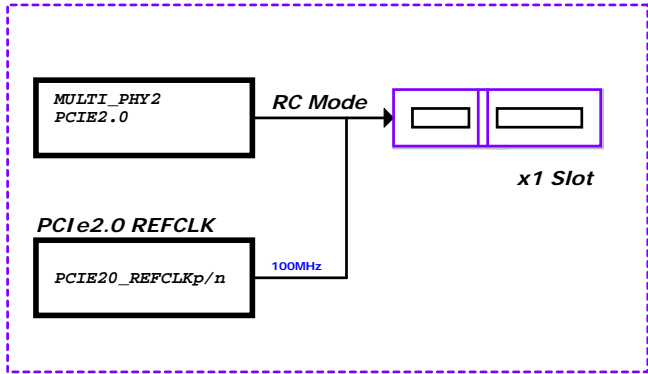 MULTI_PHY2
PCIE2.0
RC Mode
x1 Slot
PCIe2.0 REFCLK
PCIE20_REFCLKp/n
100MHz